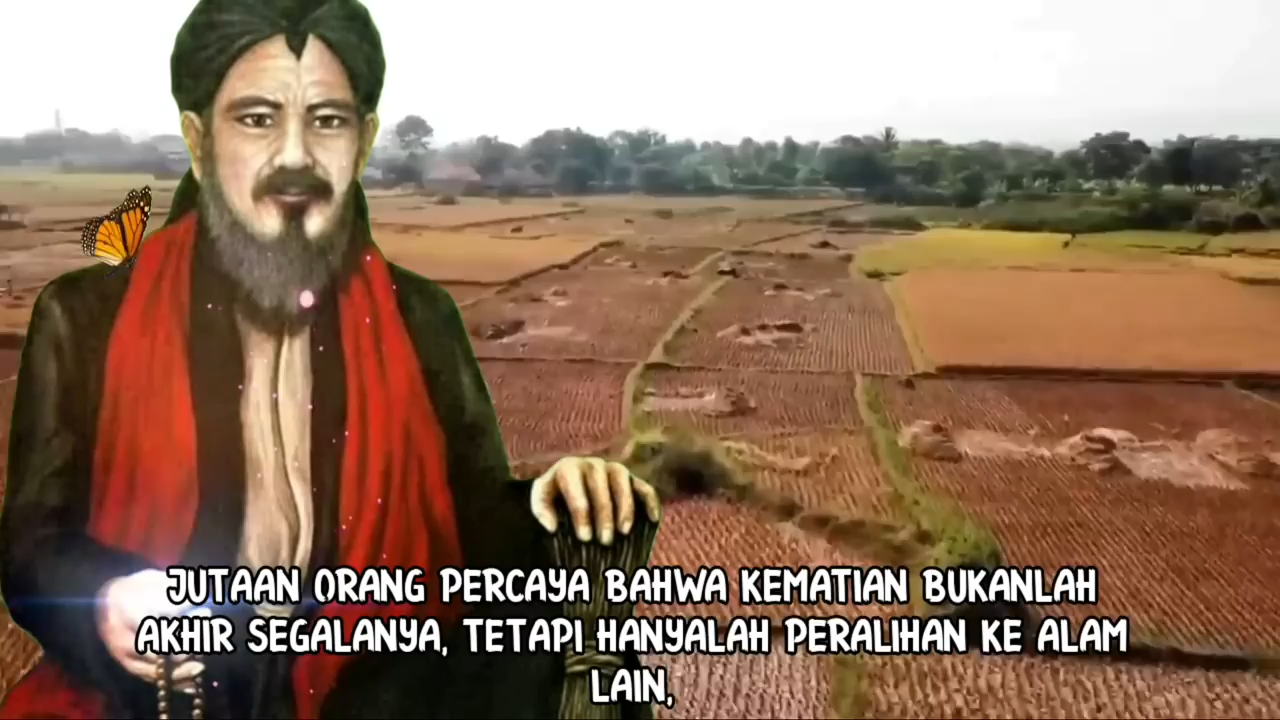 JUTAAN ORANG PERCAYA BAHWA KEMATIAN BUKANLAH
AKHIR SEGALANYA, TETAPI HANYALAH PERALIHAN KE ALAM
LAIN,